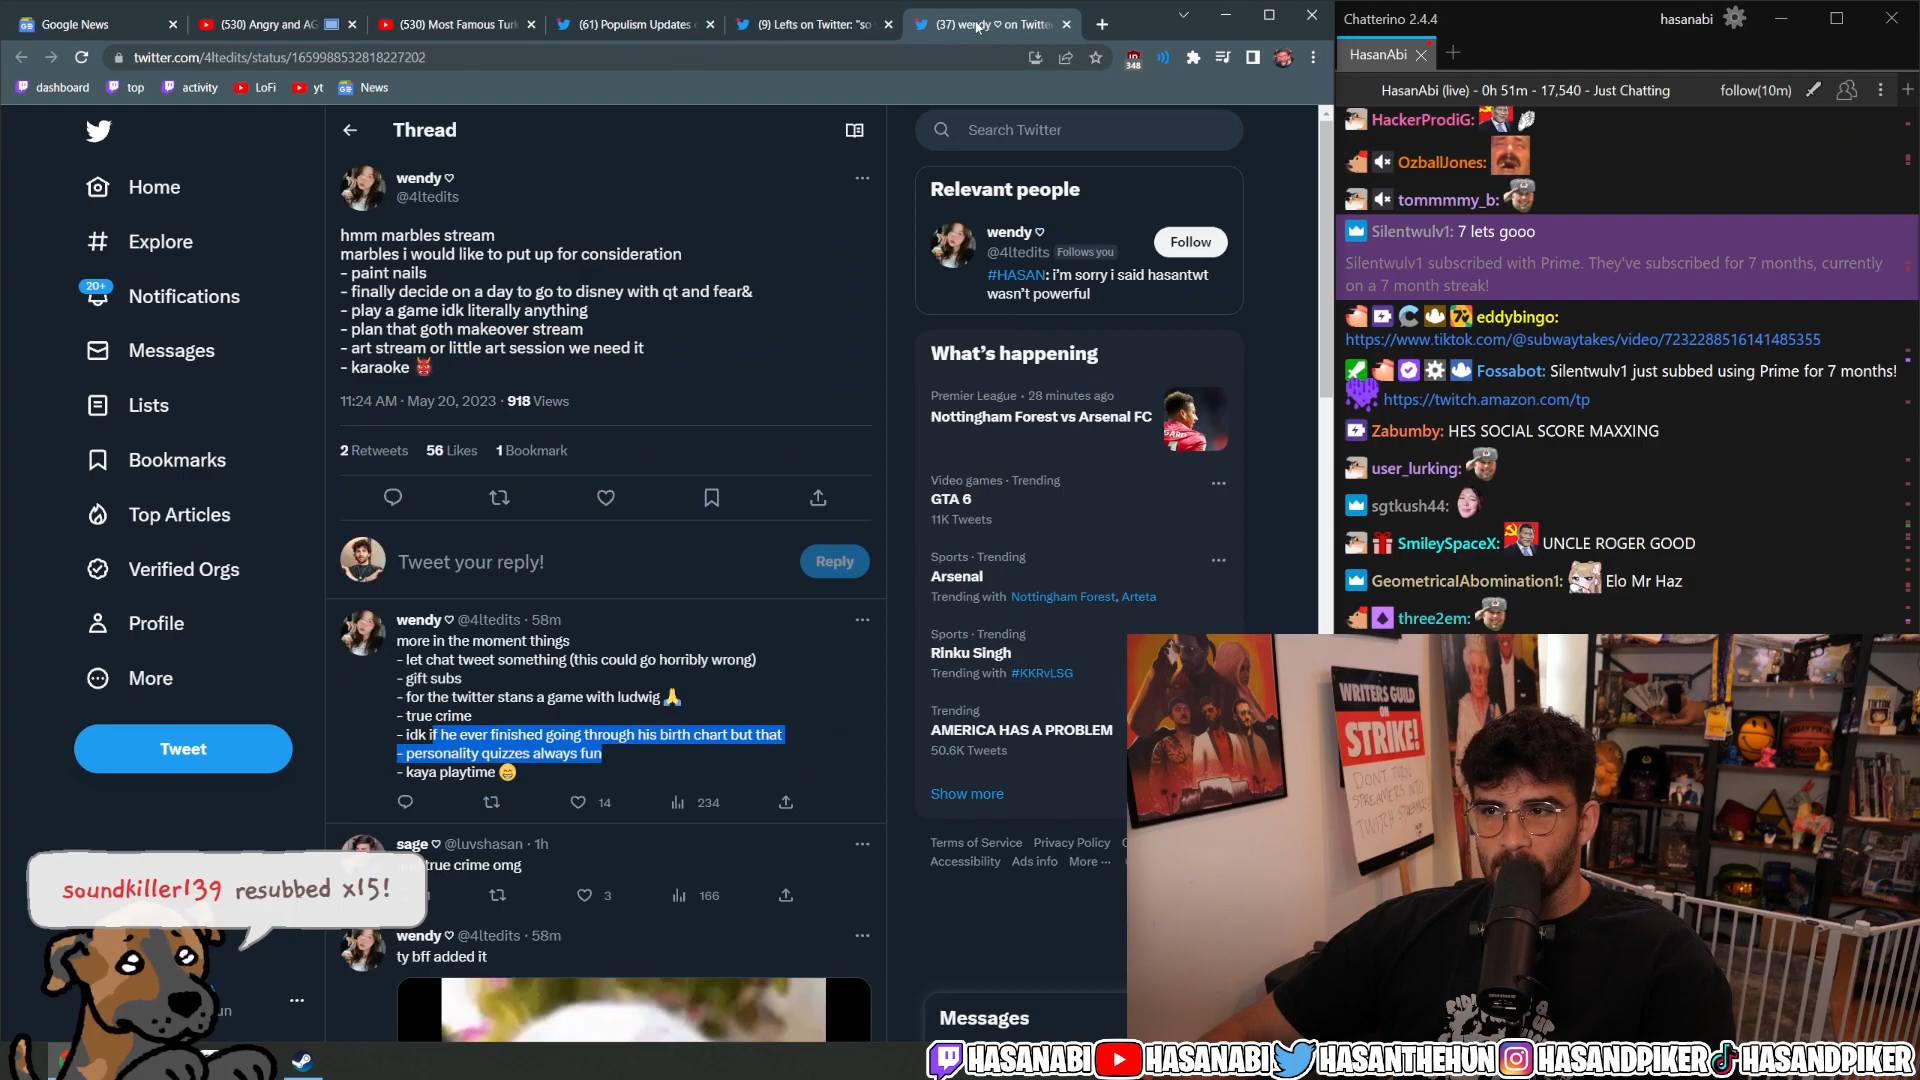 Google News
(530) Angry and AG
(530) Most Famous Turk
(61) Populism Updates o
(9) Lefts on Twitter: "so
(37) wendy ♡ on Twitte
twitter.com/4ltedits/status/1659988532818227202
348
dashboard
top
activity
LoFi
yt
News
Home
Explore
20+
Notifications
Messages
Lists
Bookmarks
Top Articles
Verified Orgs
Profile
More
Tweet
Thread
wendy ♡
@4ltedits
hmm marbles stream
marbles i would like to put up for consideration
- paint nails
- finally decide on a day to go to disney with qt and fear&
- play a game idk literally anything
- plan that goth makeover stream
- art stream or little art session we need it
- karaoke 👹
11:24 AM · May 20, 2023 · 918 Views
2 Retweets 56 Likes 1 Bookmark
Tweet your reply!
Reply
wendy ♡ @4ltedits · 58m
more in the moment things
- let chat tweet something (this could go horribly wrong)
- gift subs
- for the twitter stans a game with ludwig 🙏
- true crime
- idk if he ever finished going through his birth chart but that
- personality quizzes always fun
- kaya playtime 😁
14
234
sage ♡ @luvshasan · 1h
true crime omg
3
166
wendy ♡ @4ltedits · 58m
ty bff added it
Search Twitter
Relevant people
wendy ♡
@4ltedits Follows you
Follow
#HASAN: i'm sorry i said hasantwt
wasn't powerful
What's happening
Premier League · 28 minutes ago
Nottingham Forest vs Arsenal FC
Video games · Trending
GTA 6
11K Tweets
Sports · Trending
Arsenal
Trending with Nottingham Forest, Arteta
Sports · Trending
Rinku Singh
Trending with #KKRvLSG
Trending
AMERICA HAS A PROBLEM
50.6K Tweets
Show more
Terms of Service Privacy Policy
Accessibility Ads info More ···
Messages
soundkiller139 resubbed x15!
Chatterino 2.4.4
hasanabi
HasanAbi
HasanAbi (live) - 0h 51m - 17,540 - Just Chatting
follow(10m)
HackerProdiG:
OzballJones:
tommmmy_b:
Silentwulv1: 7 lets gooo
Silentwulv1 subscribed with Prime. They've subscribed for 7 months, currently
on a 7 month streak!
eddybingo:
https://www.tiktok.com/@subwaytakes/video/7232288516141485355
Fossabot: Silentwulv1 just subbed using Prime for 7 months!
https://twitch.amazon.com/tp
Zabumby: HES SOCIAL SCORE MAXXING
user_lurking:
sgtkush44:
SmileySpaceX: UNCLE ROGER GOOD
GeometricalAbomination1: Elo Mr Haz
three2em:
WRITERS GUILD
ON
STRIKE!
DON'T TURN
STREAMERS INTO
TWITCH STREAMERS
HASANABI
HASANABI
HASANTHEHUN
HASANDPIKER
HASANDPIKER